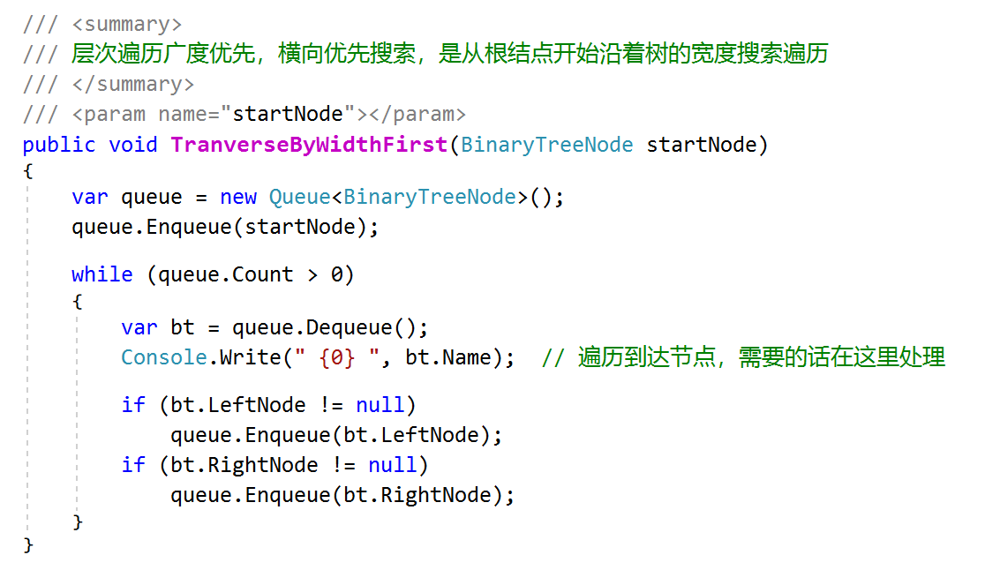 /// <summary>
/// 层次遍历广度优先，横向优先搜索，是从根结点开始沿着树的宽度搜索遍历
/// </summary>
/// <param name="startNode"></param>
public void TranverseByWidthFirst(BinaryTreeNode startNode)
{
    var queue = new Queue<BinaryTreeNode>();
    queue.Enqueue(startNode);
    while (queue.Count > 0)
    {
        var bt = queue.Dequeue();
        Console.Write(" {0} ", bt.Name);  // 遍历到达节点，需要的话在这里处理
        if (bt.LeftNode != null)
            queue.Enqueue(bt.LeftNode);
        if (bt.RightNode != null)
            queue.Enqueue(bt.RightNode);
    }
}